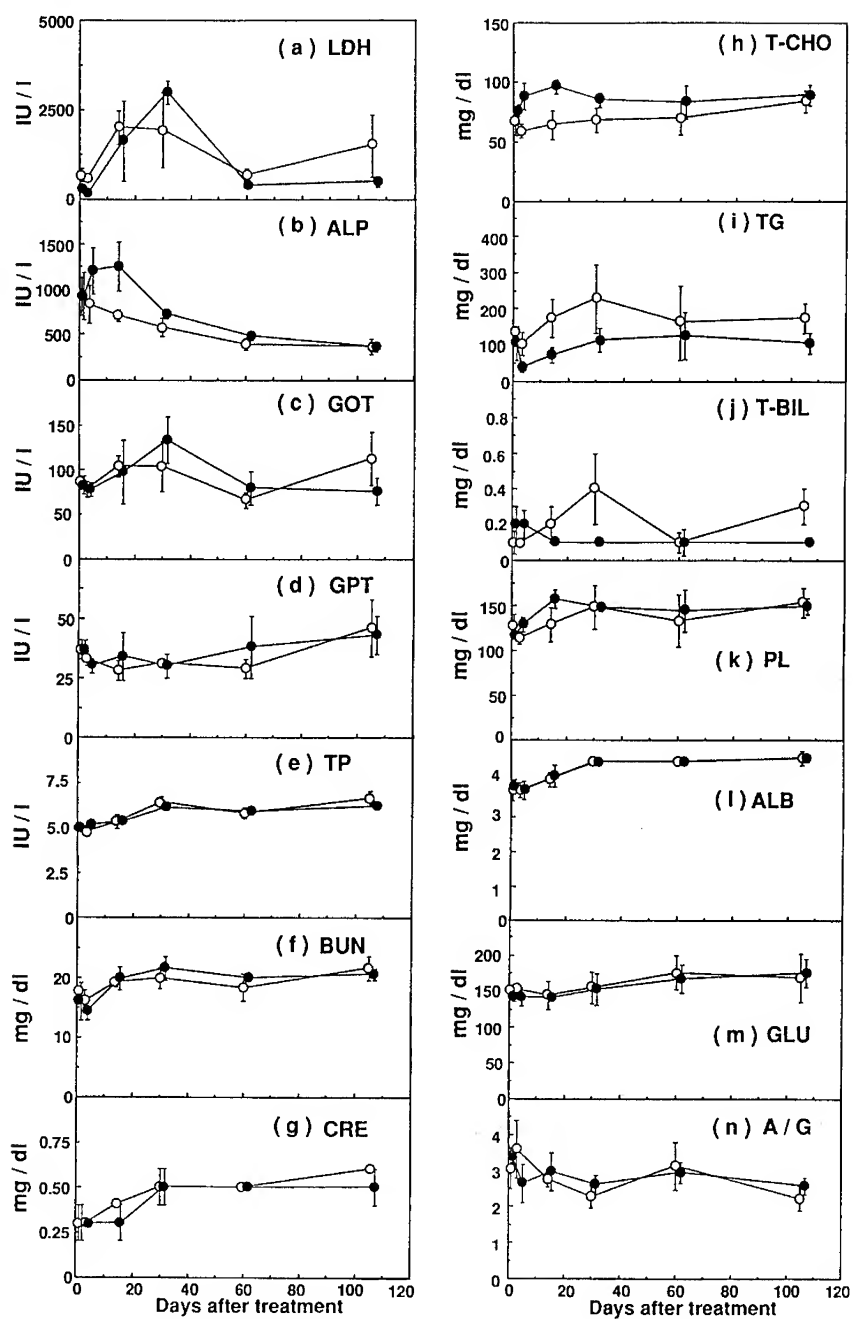 5000
2500
0
IU / l
( a ) LDH
1500
1000
500
0
IU / l
( b ) ALP
150
100
50
0
IU / l
( c ) GOT
50
25
0
IU / l
( d ) GPT
7.5
5.0
2.5
0
IU / l
( e ) TP
20
10
0
mg / dl
( f ) BUN
0.75
0.50
0.25
0
mg / dl
( g ) CRE
0 20 40 60 80 100 120
Days after treatment
150
100
50
0
mg / dl
( h ) T-CHO
400
300
200
100
0
mg / dl
( i ) TG
0.8
0.6
0.4
0.2
0
mg / dl
( j ) T-BIL
150
100
50
0
mg / dl
( k ) PL
4
3
2
1
0
mg / dl
( l ) ALB
200
150
100
50
0
mg / dl
( m ) GLU
4
3
2
1
0
( n ) A / G
0 20 40 60 80 100 120
Days after treatment